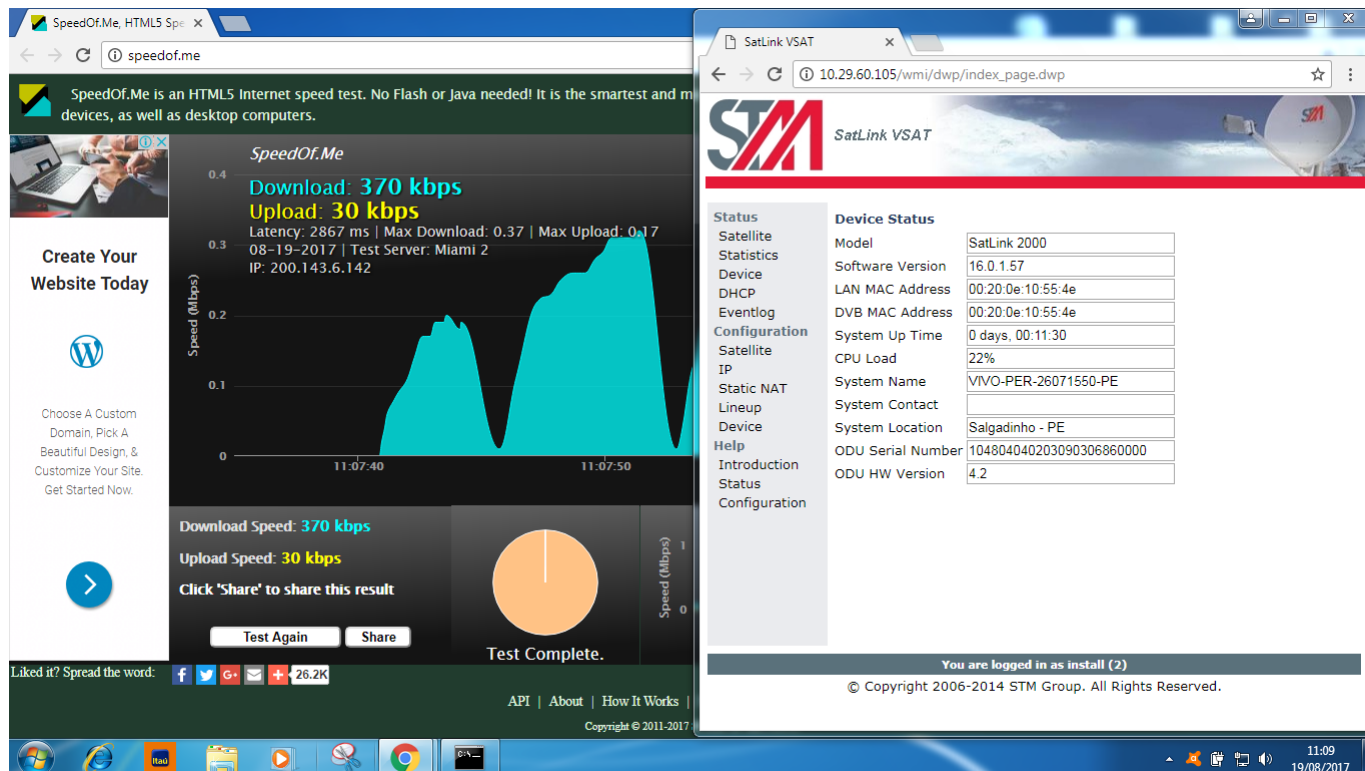 SpeedOf.Me, HTML5 Spe
speedof.me
SpeedOf.Me is an HTML5 Internet speed test. No Flash or Java needed! It is the smartest and m
devices, as well as desktop computers.
Create Your
Website Today
Choose A Custom
Domain, Pick A
Beautiful Design, &
Customize Your Site.
Get Started Now.
SpeedOf.Me
Download: 370 kbps
Upload: 30 kbps
Latency: 2867 ms | Max Download: 0.37 | Max Upload: 0.17
08-19-2017 | Test Server: Miami 2
IP: 200.143.6.142
Speed (Mbps)
0.4
0.3
0.2
0.1
0
11:07:40
11:07:50
Download Speed: 370 kbps
Upload Speed: 30 kbps
Click 'Share' to share this result
Test Again
Share
Test Complete.
Speed (Mbps)
1
0
Liked it? Spread the word:
26.2K
API | About | How It Works |
Copyright © 2011-2017
SatLink VSAT
10.29.60.105/wmi/dwp/index_page.dwp
STM
SatLink VSAT
STM
Status
Satellite
Statistics
Device
DHCP
Eventlog
Configuration
Satellite
IP
Static NAT
Lineup
Device
Help
Introduction
Status
Configuration
Device Status
Model SatLink 2000
Software Version 16.0.1.57
LAN MAC Address 00:20:0e:10:55:4e
DVB MAC Address 00:20:0e:10:55:4e
System Up Time 0 days, 00:11:30
CPU Load 22%
System Name VIVO-PER-26071550-PE
System Contact
System Location Salgadinho - PE
ODU Serial Number 104804040203090306860000
ODU HW Version 4.2
You are logged in as install (2)
© Copyright 2006-2014 STM Group. All Rights Reserved.
Itaú
C:\_
11:09
19/08/2017